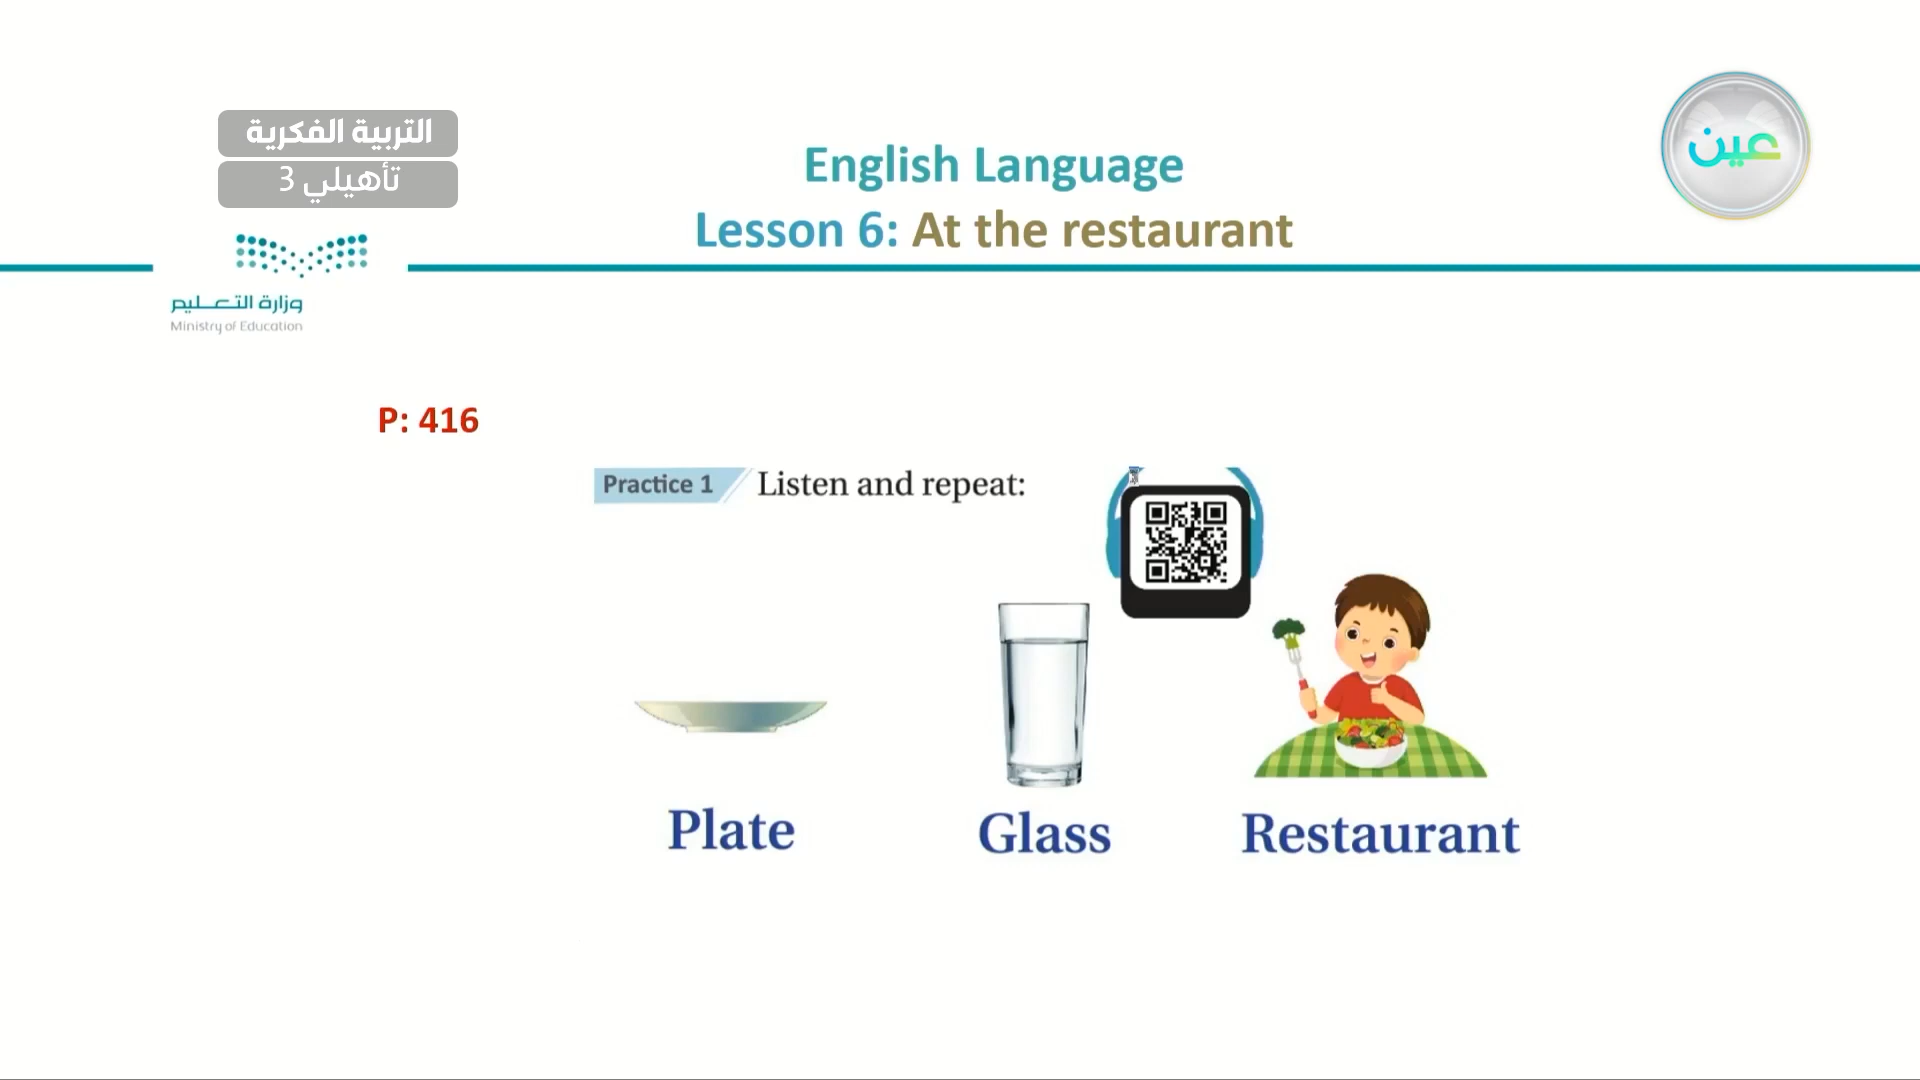 التربية الفكرية
تأهيلي 3
English Language
عين
Lesson 6: At the restaurant
وزارة التعليم
Ministry of Education
P: 416
Practice 1 Listen and repeat:
Plate
Glass
Restaurant